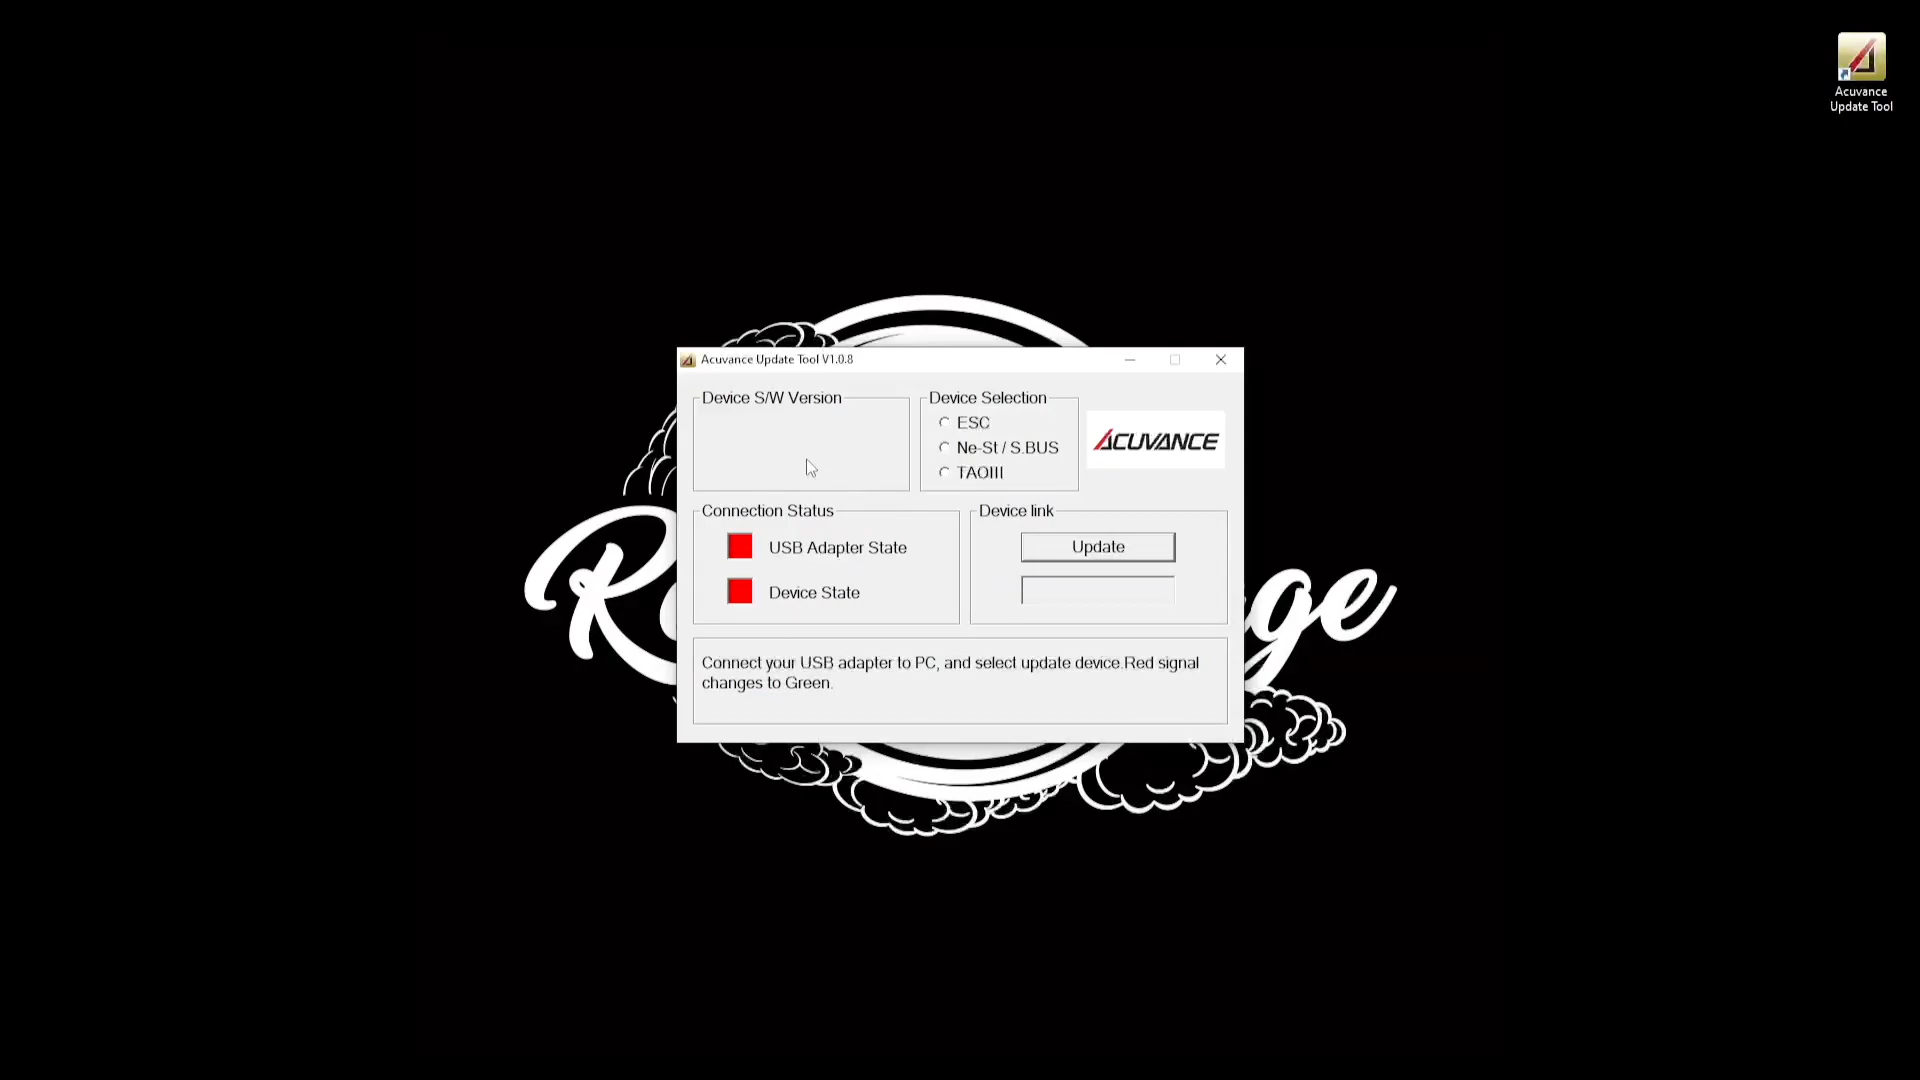 Acuvance
Update Tool
Acuvance Update Tool V1.0.8
Device S/W Version
Device Selection
ESC
Ne-St / S.BUS
TAOIII
ACUVANCE
Connection Status
USB Adapter State
Device State
Device link
Update
Connect your USB adapter to PC, and select update device.Red signal
changes to Green.